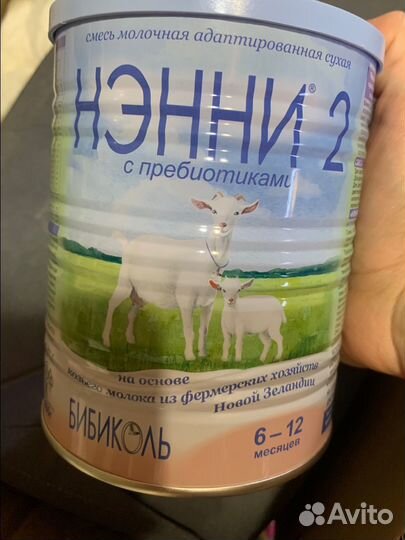 смесь молочная адаптированная сухая
НЭННИ® 2
с пребиотиками
на основе
козьего молока из фермерских хозяйств
Новой Зеландии
БИБИКОЛЬ
6–12
месяцев
Avito